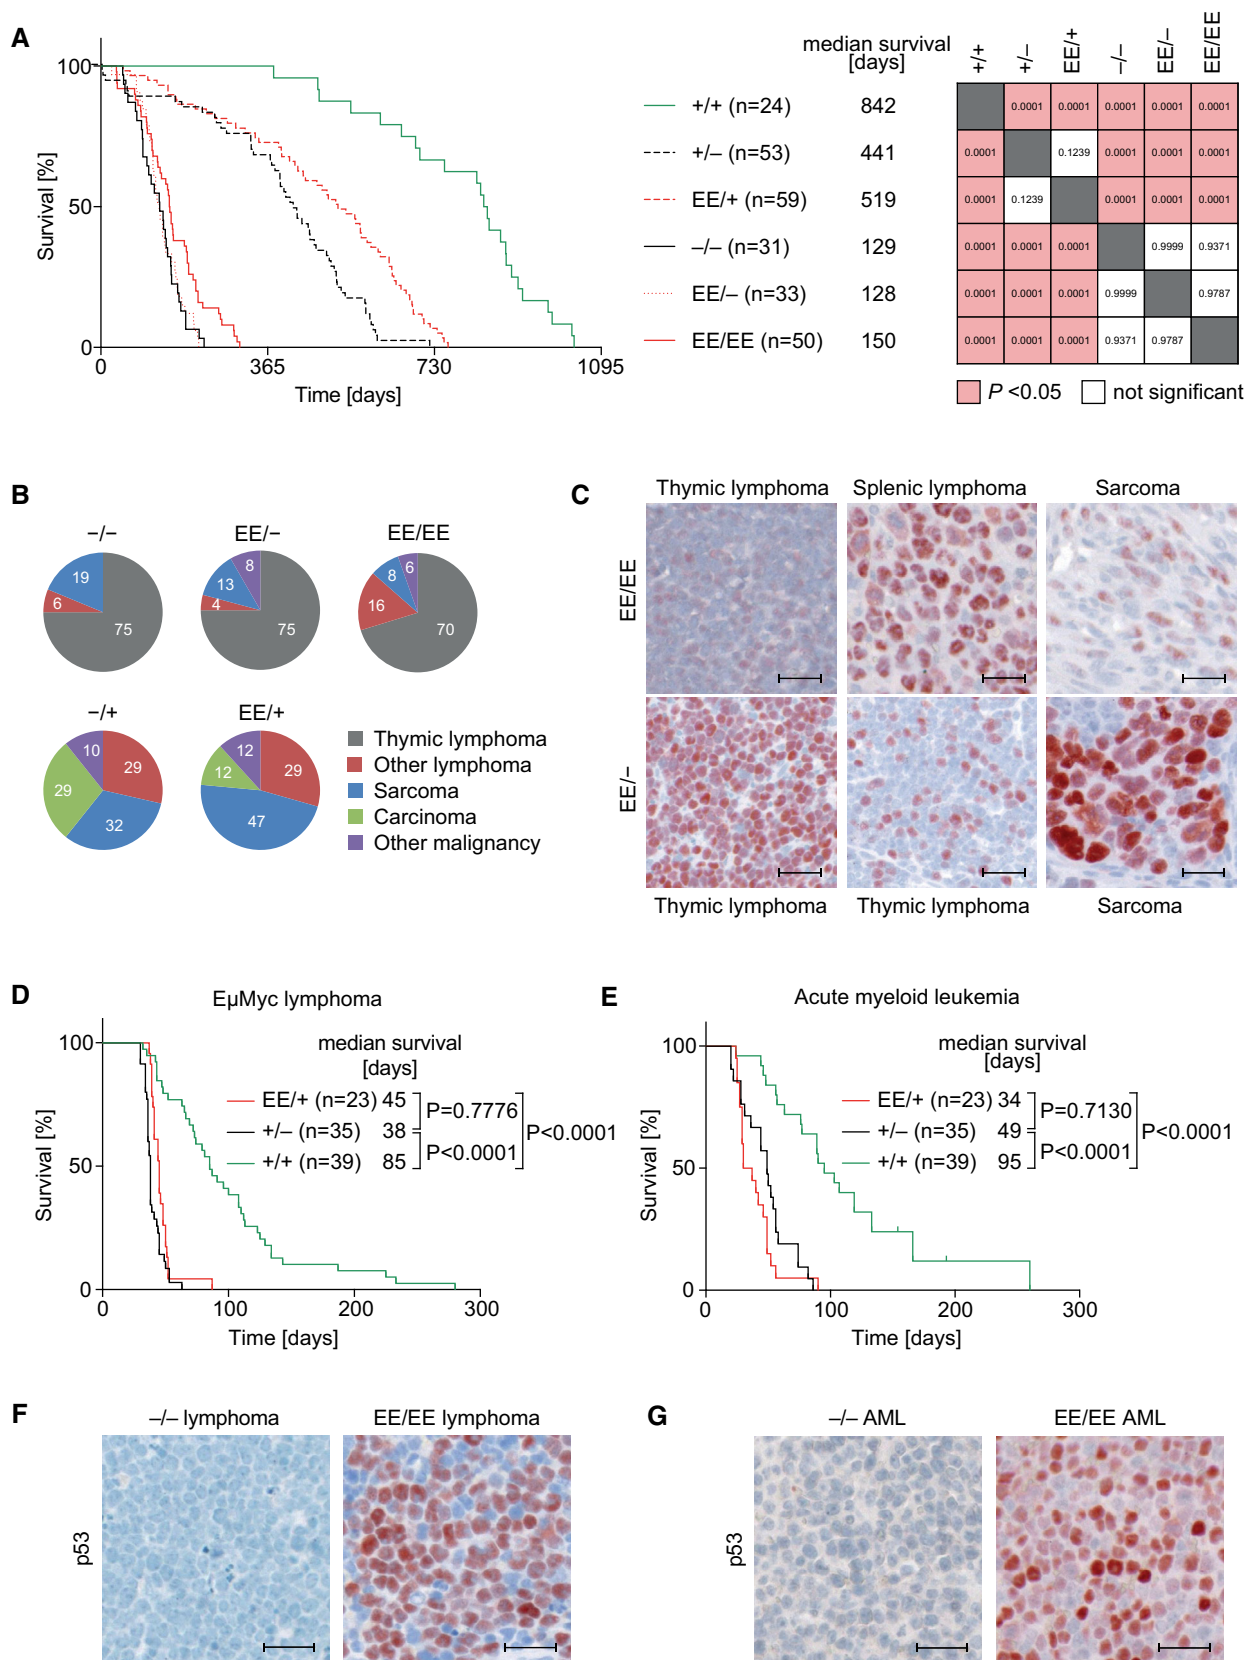 A
median survival
[days]
+/+
+/–
EE/+
–/–
EE/–
EE/EE
Survival [%]
100
50
0
0 365 730 1095
Time [days]
+/+ (n=24) 842
+/– (n=53) 441
EE/+ (n=59) 519
–/– (n=31) 129
EE/– (n=33) 128
EE/EE (n=50) 150
0.0001 0.0001 0.0001 0.0001 0.0001
0.0001 0.1239 0.0001 0.0001 0.0001
0.0001 0.1239 0.0001 0.0001 0.0001
0.0001 0.0001 0.0001 0.9999 0.9371
0.0001 0.0001 0.0001 0.9999 0.9787
0.0001 0.0001 0.0001 0.9371 0.9787
P <0.05 not significant
B
–/– EE/– EE/EE
19 6 75
8 13 4 75
6 8 16 70
–/+ EE/+
10 29 29 32
12 29 12 47
Thymic lymphoma
Other lymphoma
Sarcoma
Carcinoma
Other malignancy
C
Thymic lymphoma Splenic lymphoma Sarcoma
EE/EE
EE/–
Thymic lymphoma Thymic lymphoma Sarcoma
D
EµMyc lymphoma
Survival [%]
100
50
0
0 100 200 300
Time [days]
median survival
[days]
EE/+ (n=23) 45
+/– (n=35) 38
+/+ (n=39) 85
P=0.7776
P<0.0001
P<0.0001
E
Acute myeloid leukemia
Survival [%]
100
50
0
0 100 200 300
Time [days]
median survival
[days]
EE/+ (n=23) 34
+/– (n=35) 49
+/+ (n=39) 95
P=0.7130
P<0.0001
P<0.0001
F
–/– lymphoma EE/EE lymphoma
p53
G
–/– AML EE/EE AML
p53